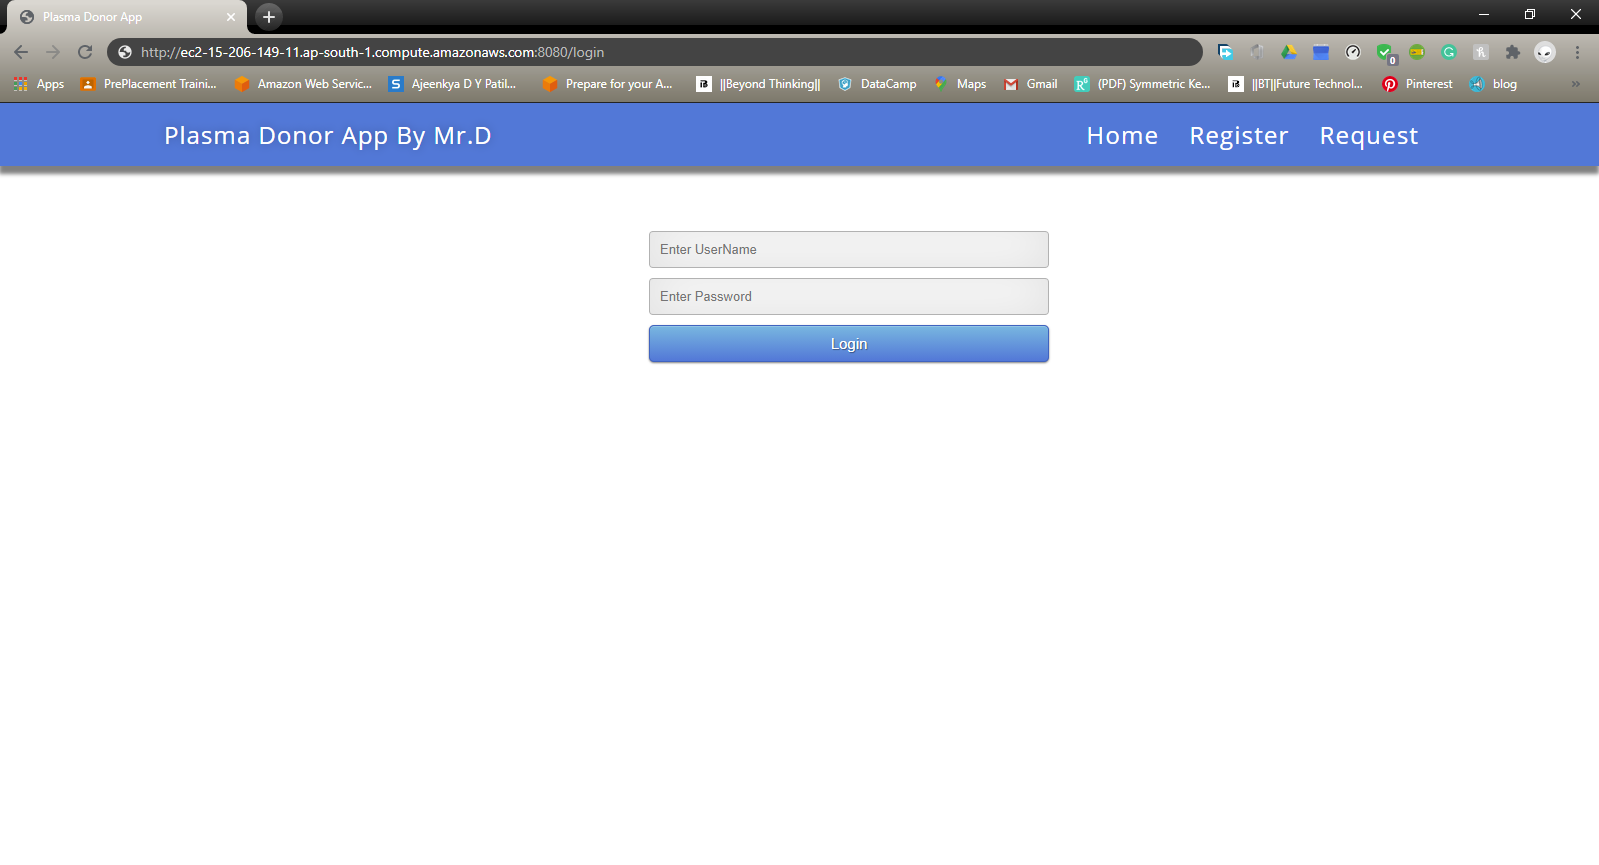 Plasma Donor App
http://ec2-15-206-149-11.ap-south-1.compute.amazonaws.com:8080/login
0
Apps PrePlacement Traini... Amazon Web Servic... S Ajeenkya D Y Patil... Prepare for your A... ||Beyond Thinking|| DataCamp Maps Gmail (PDF) Symmetric Ke... ||BT||Future Technol... Pinterest blog »
Plasma Donor App By Mr.D Home Register Request
Enter UserName
Enter Password
Login